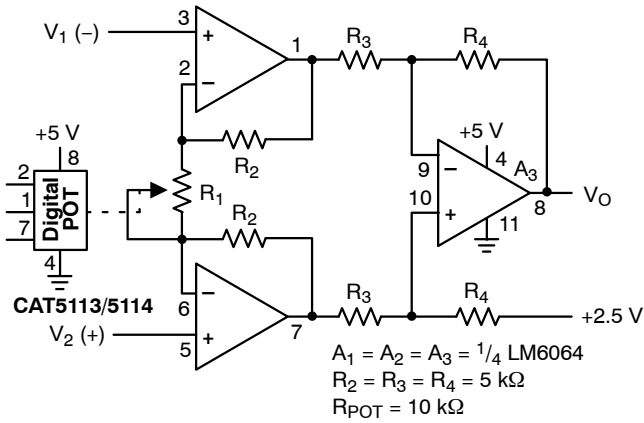 V₁ (−)
3
+
1
R₃
R₄
2
−
R₂
+5 V
8
+5 V
4
A₃
9
−
2
1
7
Digital
POT
R₁
10
+
11
8
V_O
R₂
4
CAT5113/5114
6
−
7
R₃
R₄
+2.5 V
V₂ (+)
5
+
A₁ = A₂ = A₃ = ¹/₄ LM6064
R₂ = R₃ = R₄ = 5 kΩ
R_POT = 10 kΩ